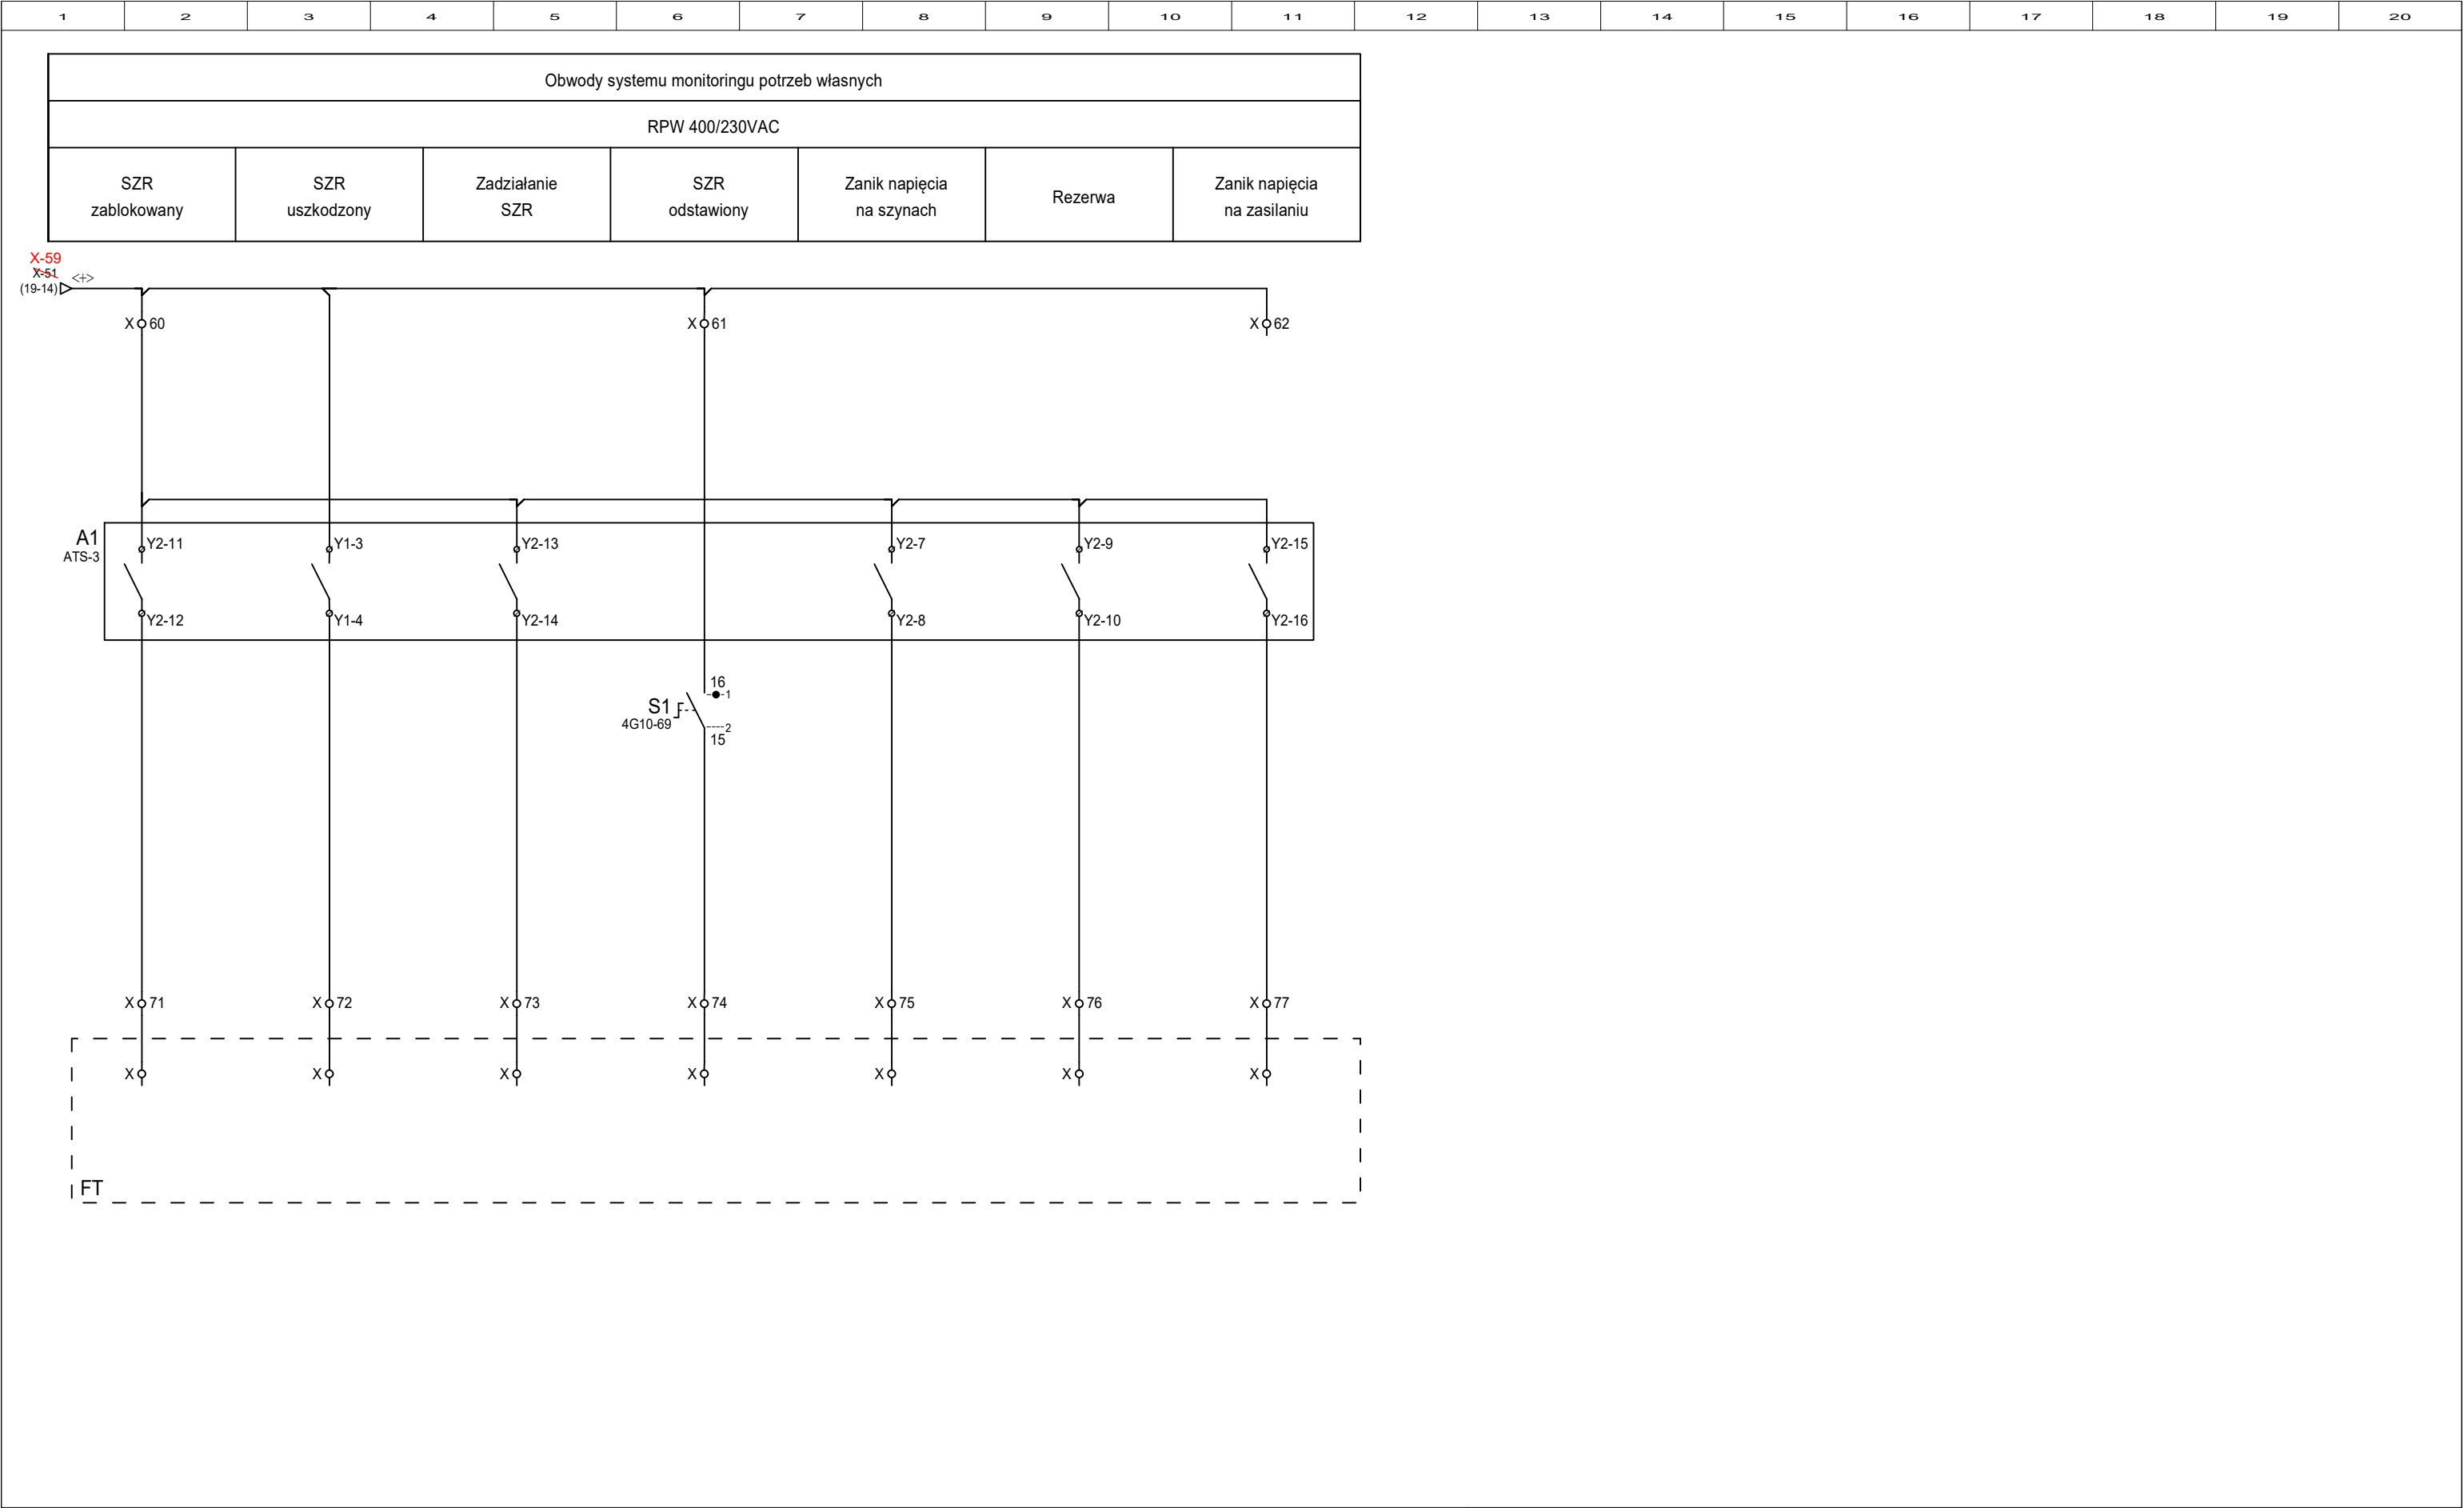 1 2 3 4 5 6 7 8 9 10 11 12 13 14 15 16 17 18 19 20
Obwody systemu monitoringu potrzeb własnych
RPW 400/230VAC
SZR
zablokowany
SZR
uszkodzony
Zadziałanie
SZR
SZR
odstawiony
Zanik napięcia
na szynach
Rezerwa
Zanik napięcia
na zasilaniu
X-59
X-51
<+>
(19-14)
X 60 X 61 X 62
A1
ATS-3
Y2-11 Y1-3 Y2-13 Y2-7 Y2-9 Y2-15
Y2-12 Y1-4 Y2-14 Y2-8 Y2-10 Y2-16
16
1
S1
4G10-69
2
15
X 71 X 72 X 73 X 74 X 75 X 76 X 77
X X X X X X X
FT